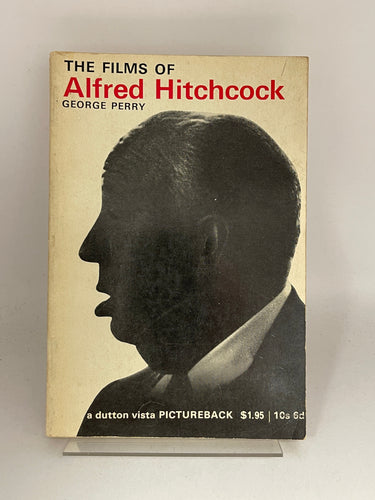 THE FILMS OF
Alfred Hitchcock
GEORGE PERRY
a dutton vista PICTUREBACK $1.95 | 10s 6d